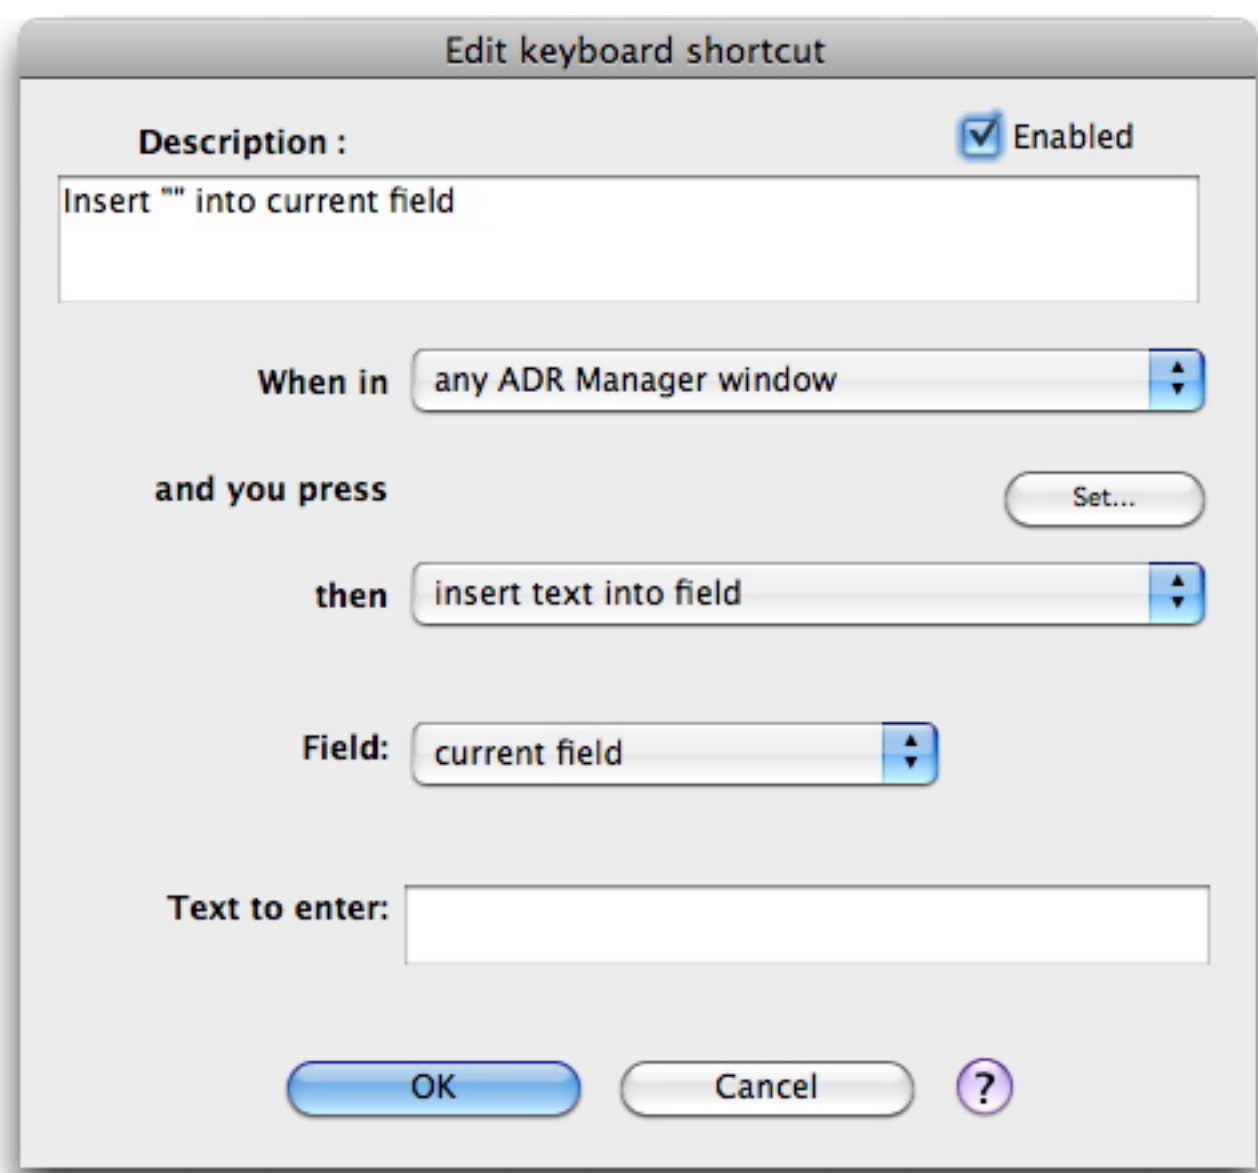 Edit keyboard shortcut
Description :
Enabled
Insert "" into current field
When in any ADR Manager window
and you press Set...
then insert text into field
Field: current field
Text to enter:
OK Cancel ?